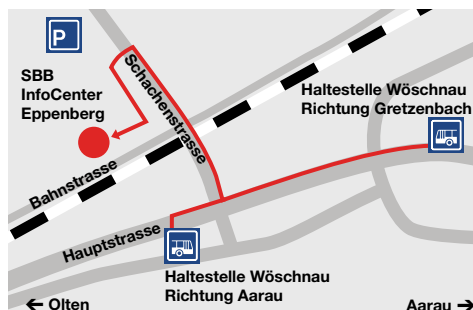 P
SBB
InfoCenter
Eppenberg
Schachenstrasse
Haltestelle Wöschnau
Richtung Gretzenbach
Bahnstrasse
Hauptstrasse
Haltestelle Wöschnau
Richtung Aarau
← Olten
Aarau →